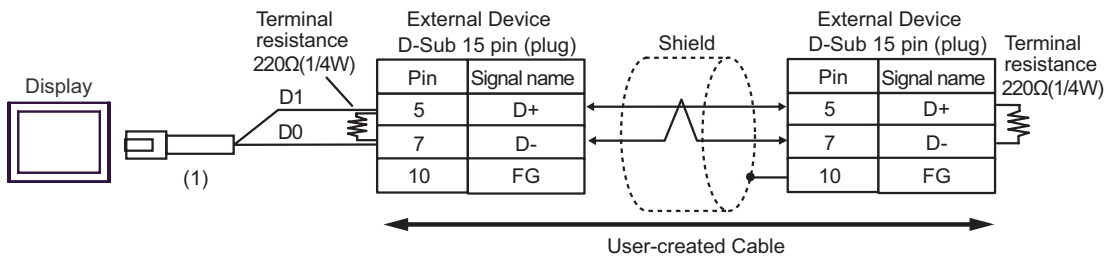 Display
(1)
D1
D0
Terminal
resistance
220Ω(1/4W)
External Device
D-Sub 15 pin (plug)
Pin Signal name
5 D+
7 D-
10 FG
Shield
External Device
D-Sub 15 pin (plug)
Pin Signal name
5 D+
7 D-
10 FG
Terminal
resistance
220Ω(1/4W)
User-created Cable